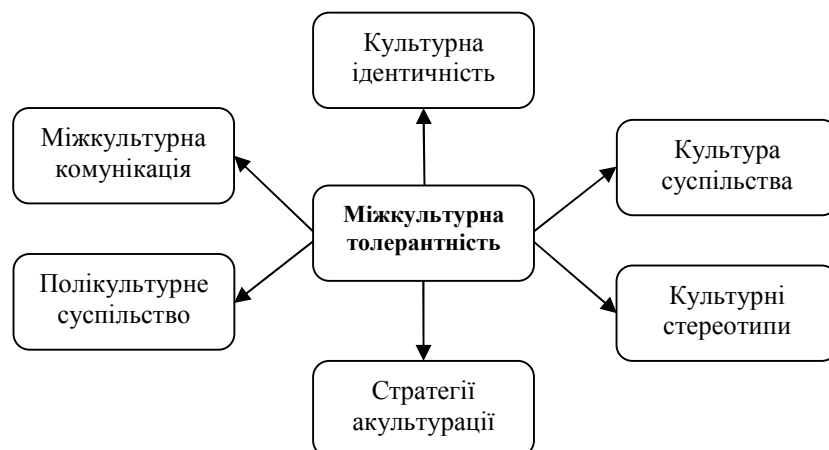 Культурна
ідентичність
Міжкультурна
комунікація
Культура
суспільства
Міжкультурна
толерантність
Полікультурне
суспільство
Культурні
стереотипи
Стратегії
акультурації